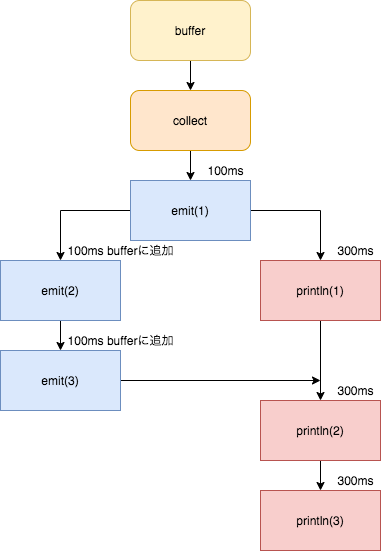 buffer
collect
100ms
emit(1)
100ms bufferに追加
300ms
emit(2)
println(1)
100ms bufferに追加
emit(3)
300ms
println(2)
300ms
println(3)